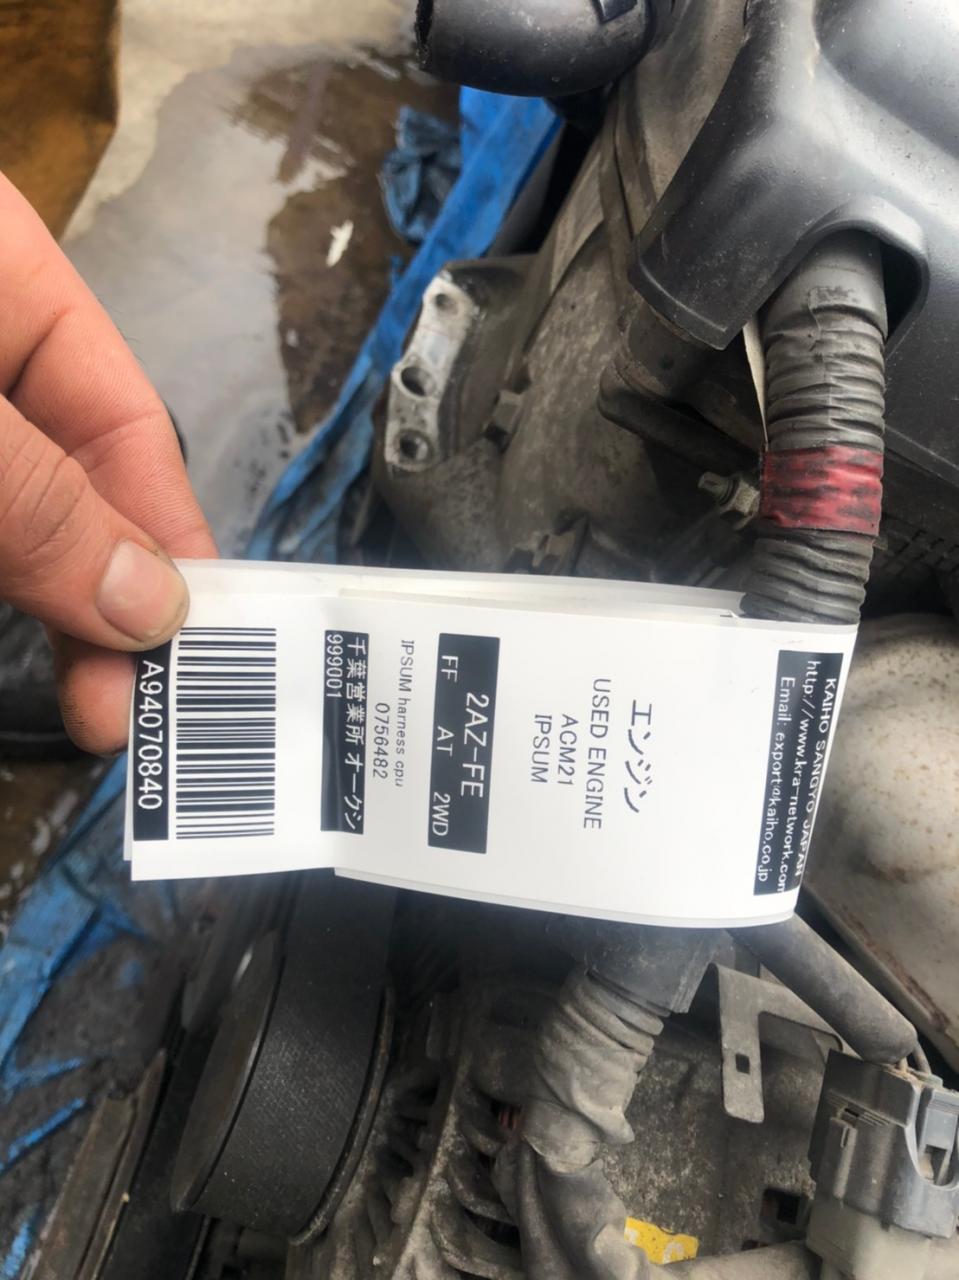 KAIHO SANGYO JAPAN
http://www.kra-network.com
Email: export@kaiho.co.jp
エンジン
USED ENGINE
ACM21
IPSUM
2AZ-FE
FF AT 2WD
0756482
IPSUM harness cpu
千葉営業所 オークシ
999001
A94070840